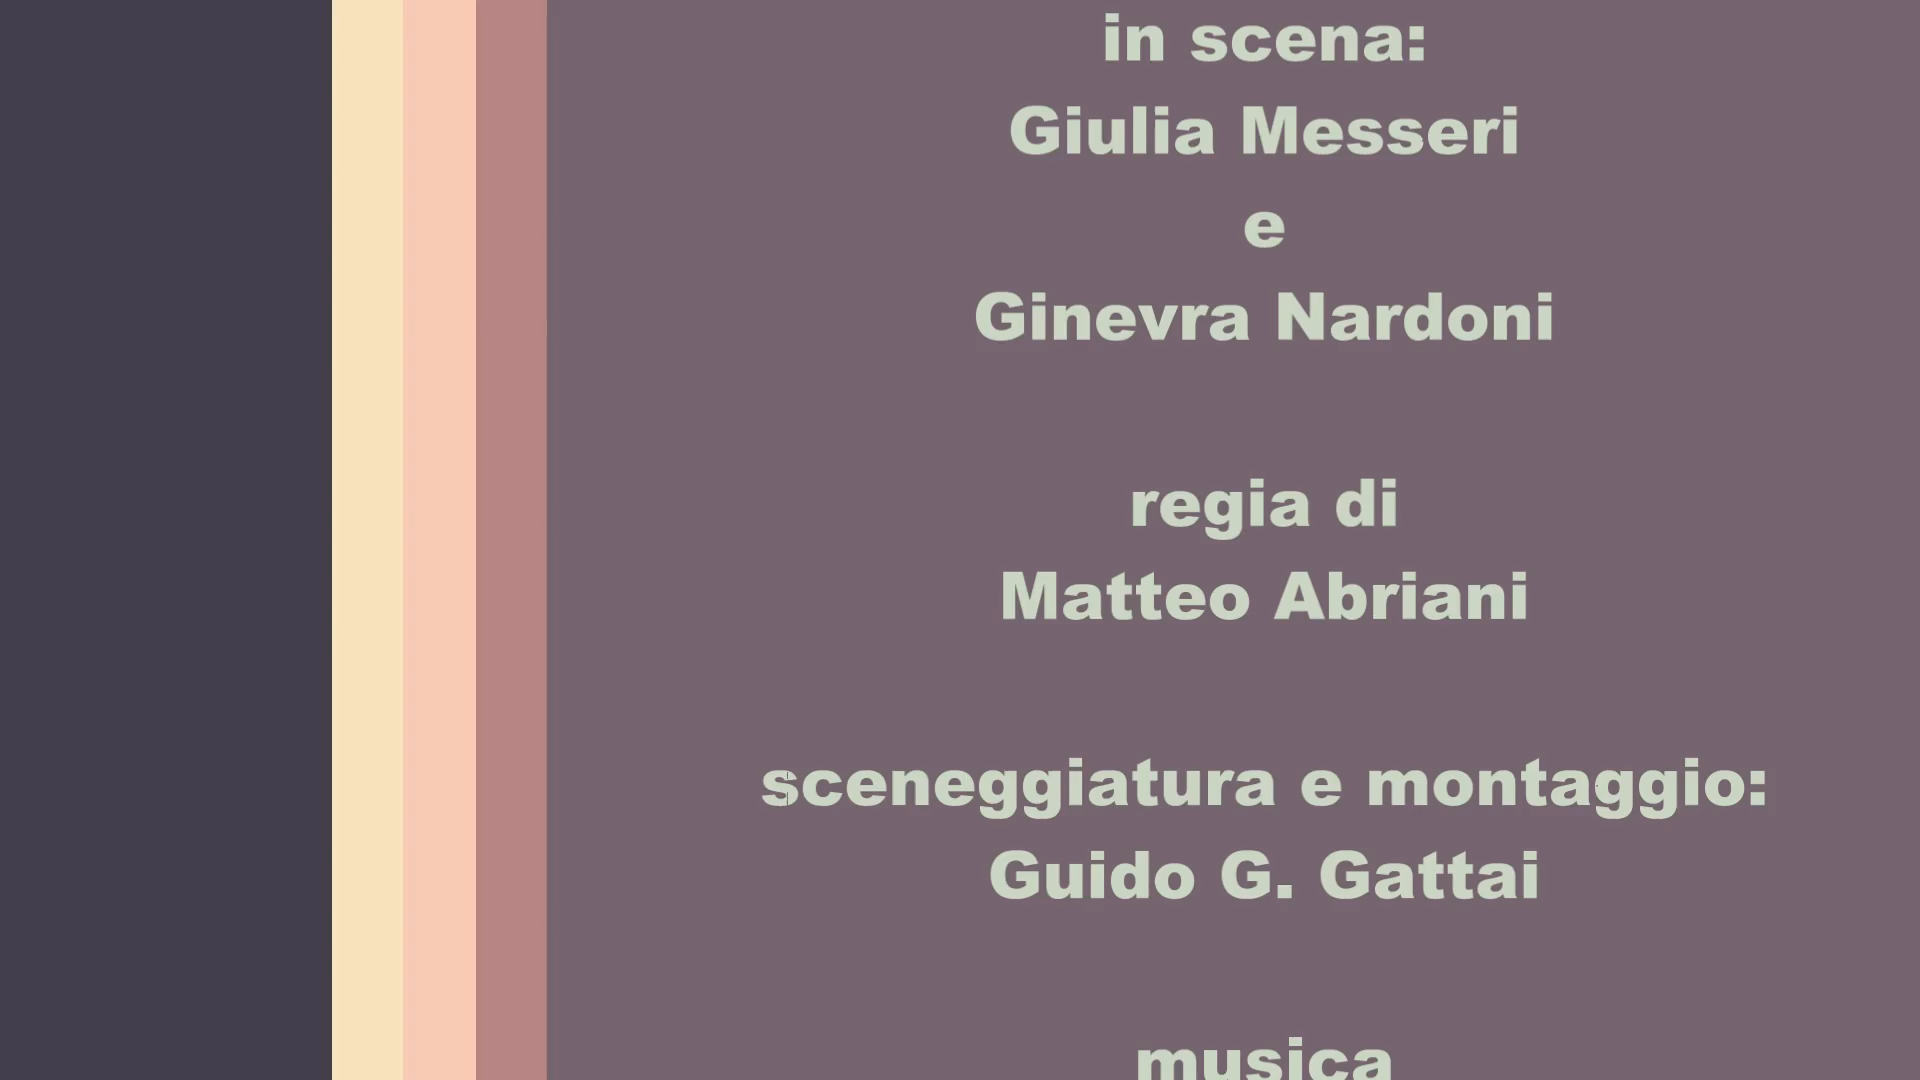 in scena:
Giulia Messeri
e
Ginevra Nardoni
regia di
Matteo Abriani
sceneggiatura e montaggio:
Guido G. Gattai
musica